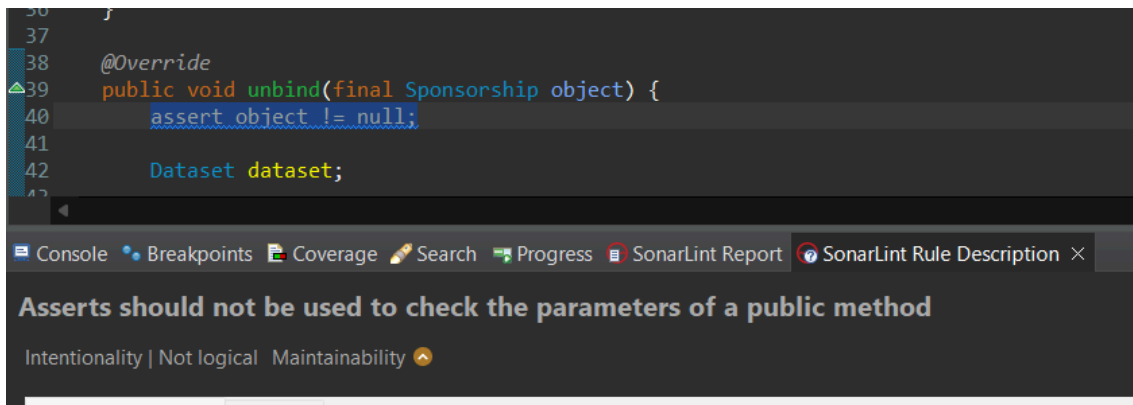 36 }
37
38 @Override
39 public void unbind(final Sponsorship object) {
40 assert object != null;
41
42 Dataset dataset;
43
Console Breakpoints Coverage Search Progress SonarLint Report SonarLint Rule Description ×
Asserts should not be used to check the parameters of a public method
Intentionality | Not logical Maintainability